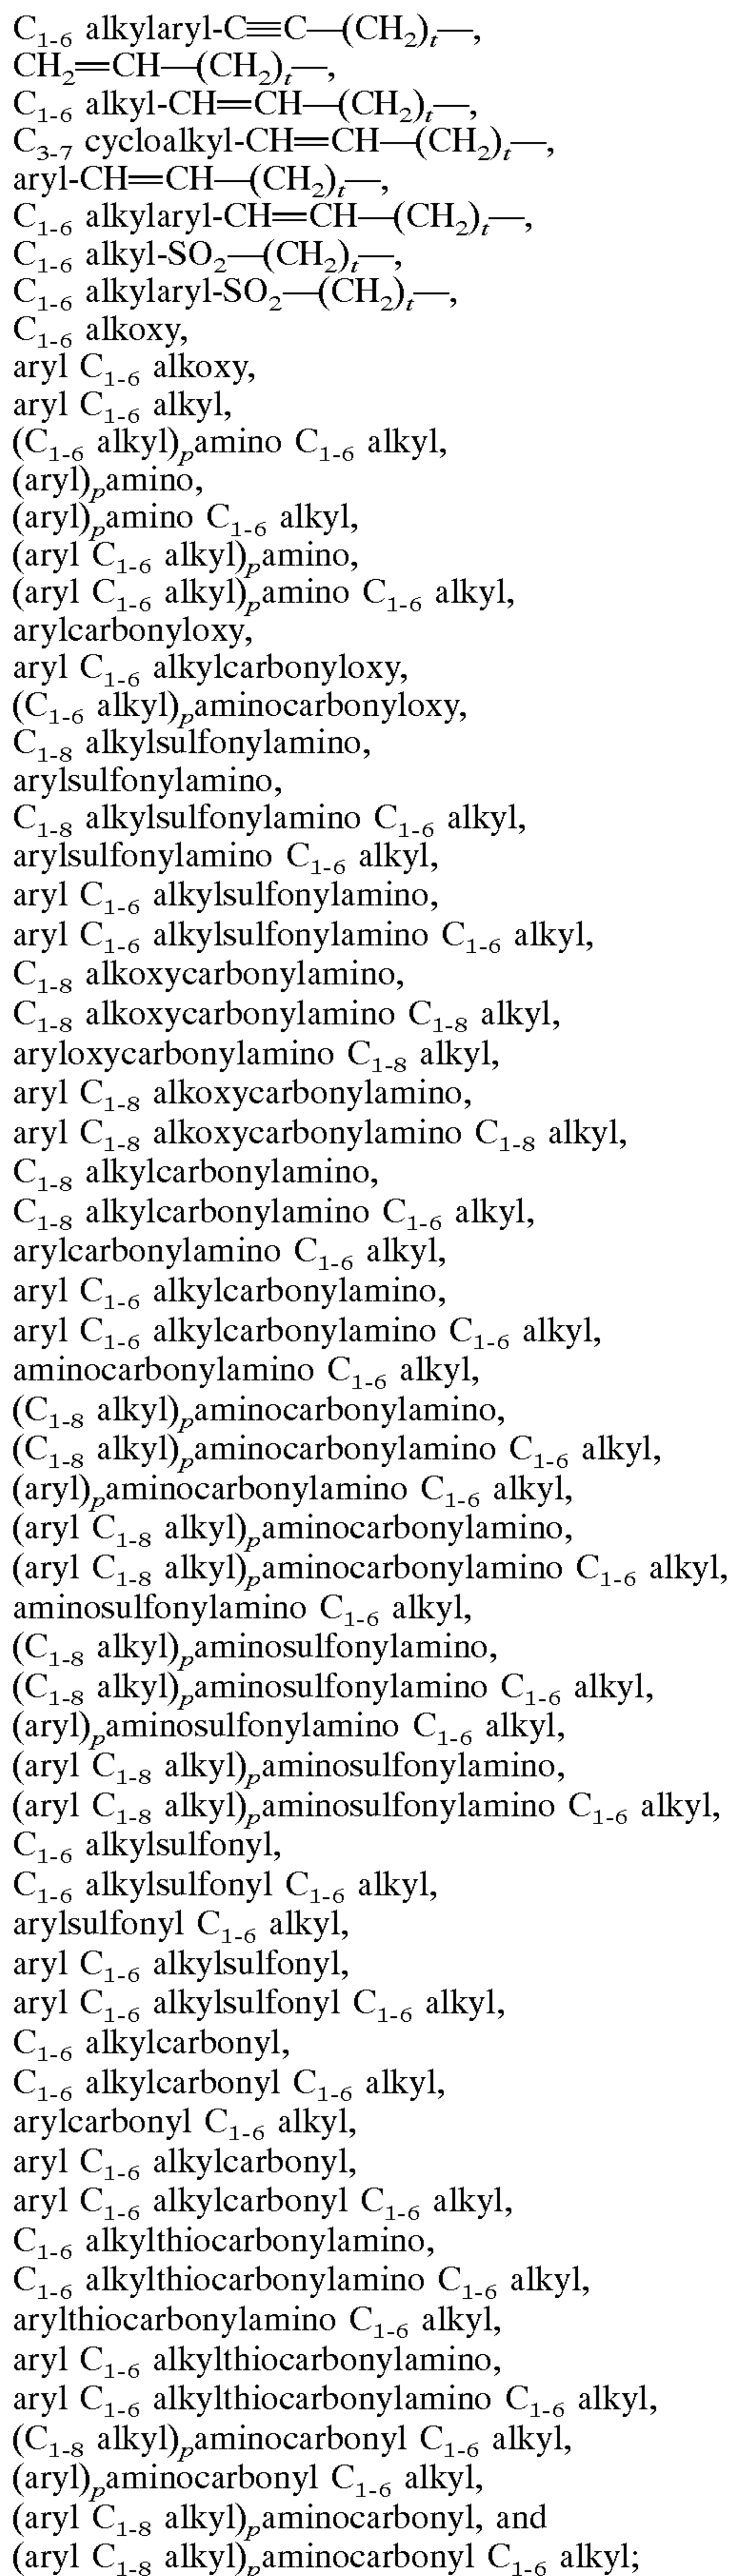 C₁₋₆ alkylaryl-C≡C—(CH₂)ₜ—,
CH₂=CH—(CH₂)ₜ—,
C₁₋₆ alkyl-CH=CH—(CH₂)ₜ—,
C₃₋₇ cycloalkyl-CH=CH—(CH₂)ₜ—,
aryl-CH=CH—(CH₂)ₜ—,
C₁₋₆ alkylaryl-CH=CH—(CH₂)ₜ—,
C₁₋₆ alkyl-SO₂—(CH₂)ₜ—,
C₁₋₆ alkylaryl-SO₂—(CH₂)ₜ—,
C₁₋₆ alkoxy,
aryl C₁₋₆ alkoxy,
aryl C₁₋₆ alkyl,
(C₁₋₆ alkyl)ₚamino C₁₋₆ alkyl,
(aryl)ₚamino,
(aryl)ₚamino C₁₋₆ alkyl,
(aryl C₁₋₆ alkyl)ₚamino,
(aryl C₁₋₆ alkyl)ₚamino C₁₋₆ alkyl,
arylcarbonyloxy,
aryl C₁₋₆ alkylcarbonyloxy,
(C₁₋₆ alkyl)ₚaminocarbonyloxy,
C₁₋₈ alkylsulfonylamino,
arylsulfonylamino,
C₁₋₈ alkylsulfonylamino C₁₋₆ alkyl,
arylsulfonylamino C₁₋₆ alkyl,
aryl C₁₋₆ alkylsulfonylamino,
aryl C₁₋₆ alkylsulfonylamino C₁₋₆ alkyl,
C₁₋₈ alkoxycarbonylamino,
C₁₋₈ alkoxycarbonylamino C₁₋₈ alkyl,
aryloxycarbonylamino C₁₋₈ alkyl,
aryl C₁₋₈ alkoxycarbonylamino,
aryl C₁₋₈ alkoxycarbonylamino C₁₋₈ alkyl,
C₁₋₈ alkylcarbonylamino,
C₁₋₈ alkylcarbonylamino C₁₋₆ alkyl,
arylcarbonylamino C₁₋₆ alkyl,
aryl C₁₋₆ alkylcarbonylamino,
aryl C₁₋₆ alkylcarbonylamino C₁₋₆ alkyl,
aminocarbonylamino C₁₋₆ alkyl,
(C₁₋₈ alkyl)ₚaminocarbonylamino,
(C₁₋₈ alkyl)ₚaminocarbonylamino C₁₋₆ alkyl,
(aryl)ₚaminocarbonylamino C₁₋₆ alkyl,
(aryl C₁₋₈ alkyl)ₚaminocarbonylamino,
(aryl C₁₋₈ alkyl)ₚaminocarbonylamino C₁₋₆ alkyl,
aminosulfonylamino C₁₋₆ alkyl,
(C₁₋₈ alkyl)ₚaminosulfonylamino,
(C₁₋₈ alkyl)ₚaminosulfonylamino C₁₋₆ alkyl,
(aryl)ₚaminosulfonylamino C₁₋₆ alkyl,
(aryl C₁₋₈ alkyl)ₚaminosulfonylamino,
(aryl C₁₋₈ alkyl)ₚaminosulfonylamino C₁₋₆ alkyl,
C₁₋₆ alkylsulfonyl,
C₁₋₆ alkylsulfonyl C₁₋₆ alkyl,
arylsulfonyl C₁₋₆ alkyl,
aryl C₁₋₆ alkylsulfonyl,
aryl C₁₋₆ alkylsulfonyl C₁₋₆ alkyl,
C₁₋₆ alkylcarbonyl,
C₁₋₆ alkylcarbonyl C₁₋₆ alkyl,
arylcarbonyl C₁₋₆ alkyl,
aryl C₁₋₆ alkylcarbonyl,
aryl C₁₋₆ alkylcarbonyl C₁₋₆ alkyl,
C₁₋₆ alkylthiocarbonylamino,
C₁₋₆ alkylthiocarbonylamino C₁₋₆ alkyl,
arylthiocarbonylamino C₁₋₆ alkyl,
aryl C₁₋₆ alkylthiocarbonylamino,
aryl C₁₋₆ alkylthiocarbonylamino C₁₋₆ alkyl,
(C₁₋₈ alkyl)ₚaminocarbonyl C₁₋₆ alkyl,
(aryl)ₚaminocarbonyl C₁₋₆ alkyl,
(aryl C₁₋₈ alkyl)ₚaminocarbonyl, and
(aryl C₁₋₈ alkyl)ₚaminocarbonyl C₁₋₆ alkyl;